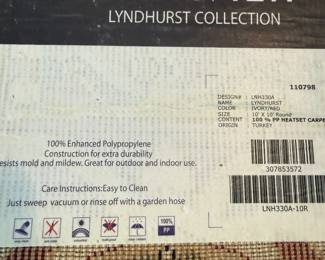 LYNDHURST COLLECTION
110798
DESIGN# : LNH330A
NAME : LYNDHURST
COLOR : IVORY/RED
SIZE : 10' X 10' Round
CONTENT : 100 % PP HEATSET CARPE
ORIGIN : TURKEY
100% Enhanced Polypropylene
Construction for extra durability
esists mold and mildew. Great for outdoor and indoor use.
307853572
Care Instructions:Easy to Clean
Just sweep vacuum or rinse off with a garden hose
LNH330A-10R
100%
PP